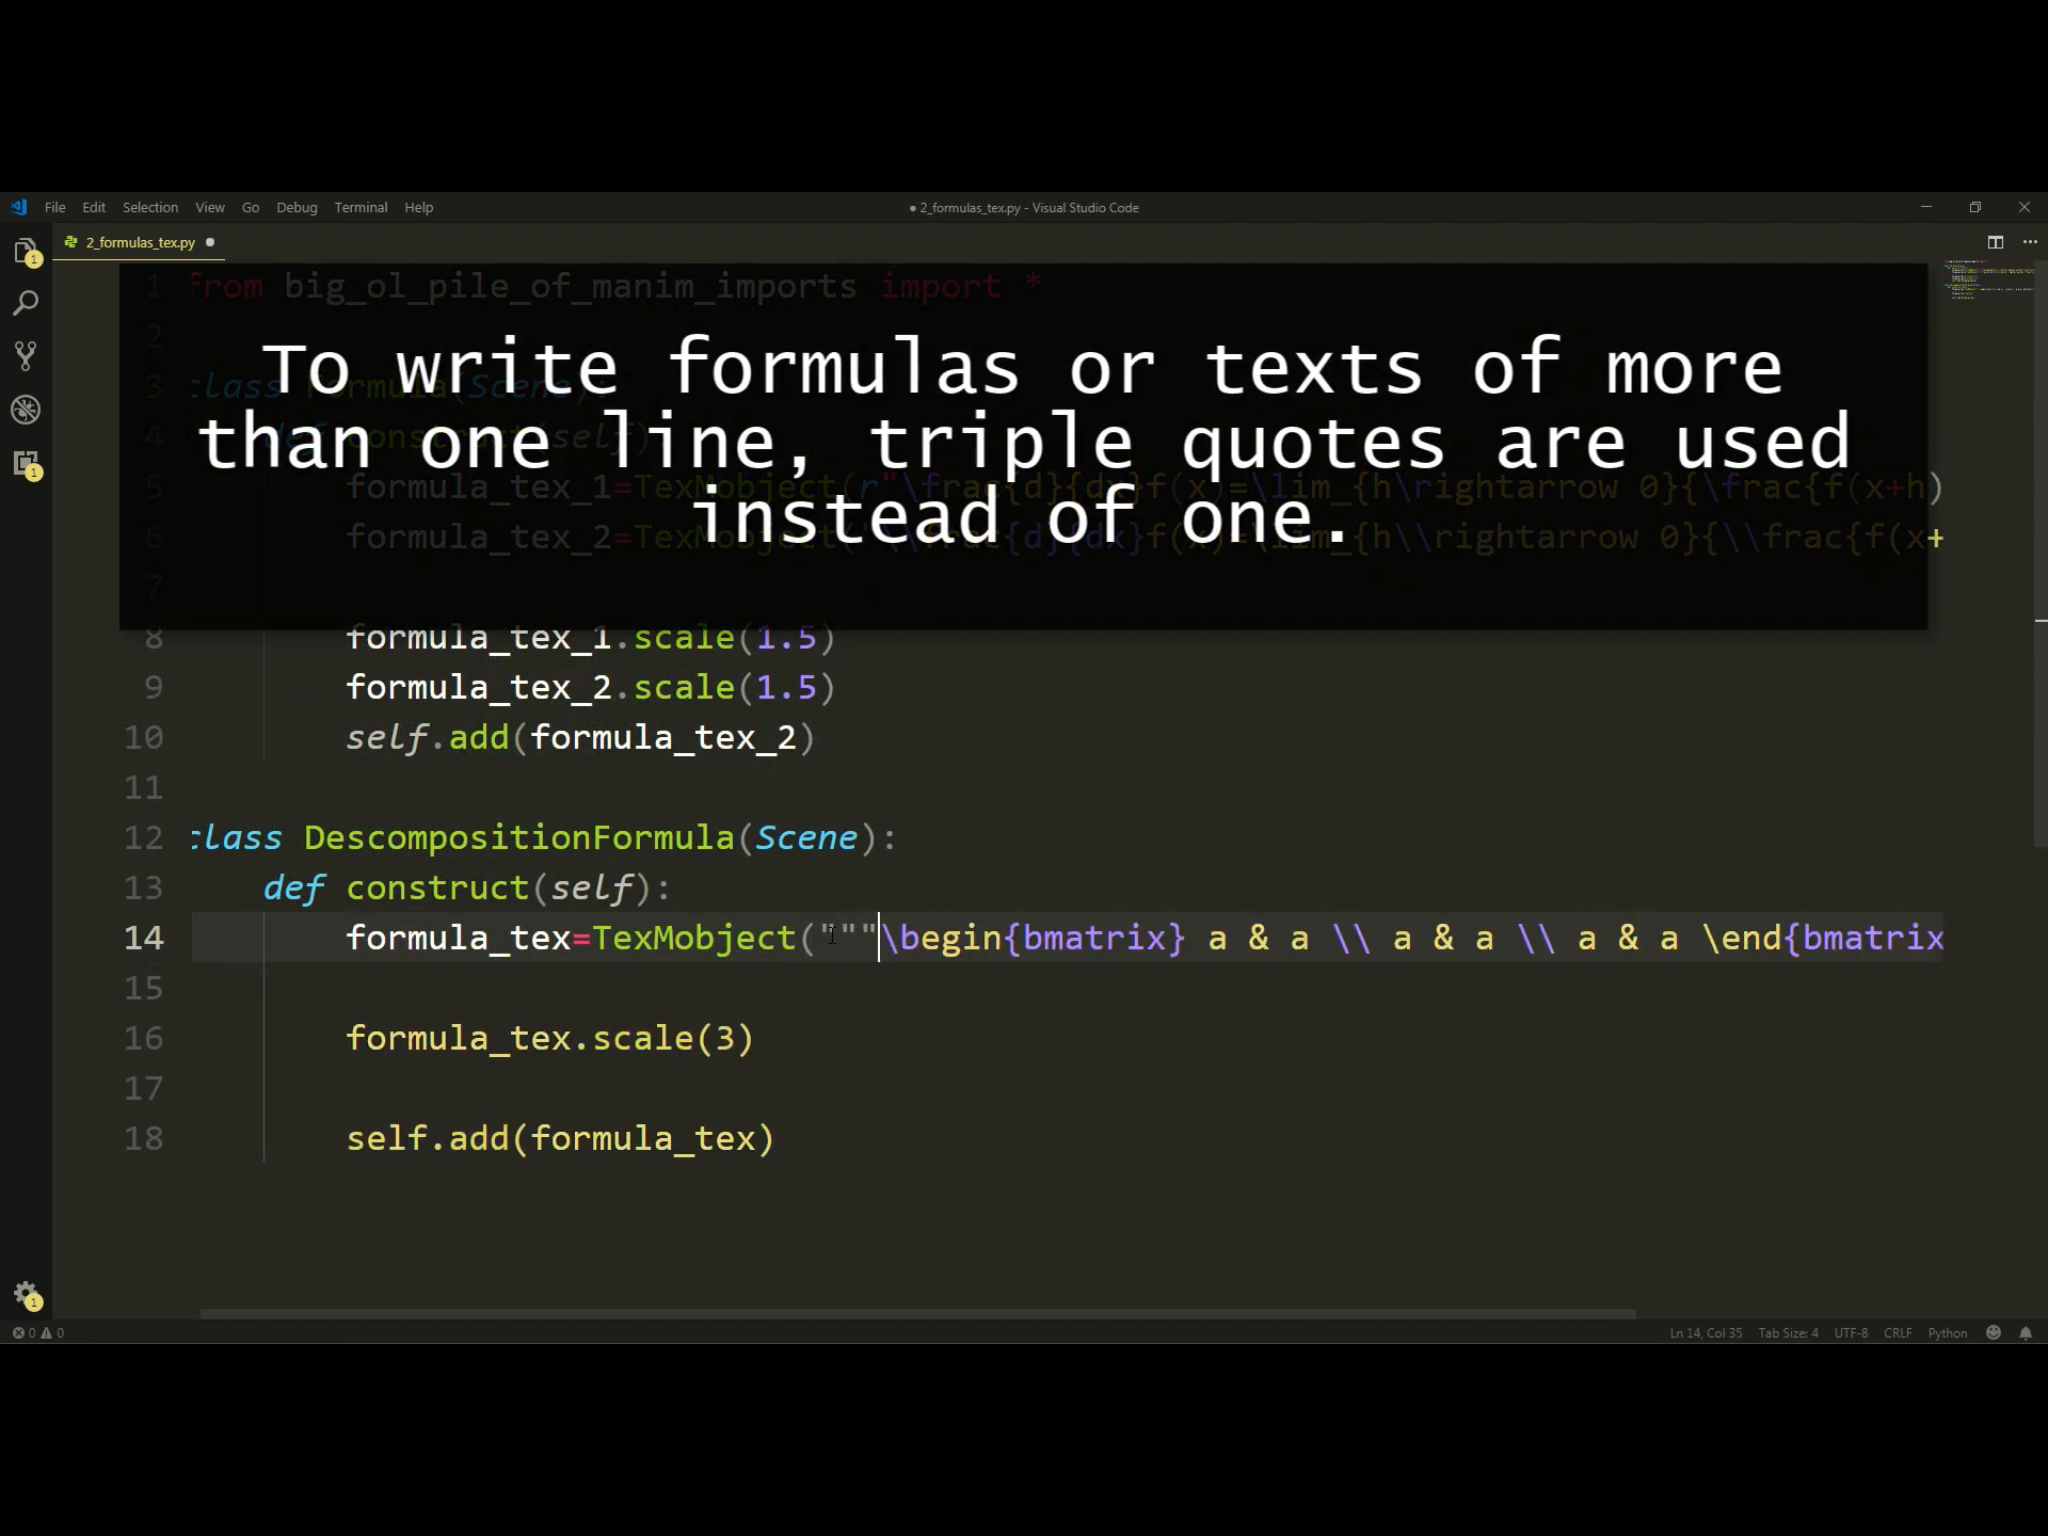 File Edit Selection View Go Debug Terminal Help
● 2_formulas_tex.py - Visual Studio Code
2_formulas_tex.py ●
1 from big_ol_pile_of_manim_imports import *
To write formulas or texts of more
than one line, triple quotes are used
instead of one.
2
3 class Formula(Scene):
4 def construct(self):
5 formula_tex_1=TexMobject(r"\frac{d}{dx}f(x)=\lim_{h\rightarrow 0}{\frac{f(x+h)
6 formula_tex_2=TexMobject("\\frac{d}{dx}f(x)=\lim_{h\\rightarrow 0}{\\frac{f(x+
7
8 formula_tex_1.scale(1.5)
9 formula_tex_2.scale(1.5)
10 self.add(formula_tex_2)
11
12 class DescompositionFormula(Scene):
13 def construct(self):
14 formula_tex=TexMobject("""\begin{bmatrix} a & a \\ a & a \\ a & a \end{bmatrix
15
16 formula_tex.scale(3)
17
18 self.add(formula_tex)
1
1
1
0 0
Ln 14, Col 35 Tab Size: 4 UTF-8 CRLF Python